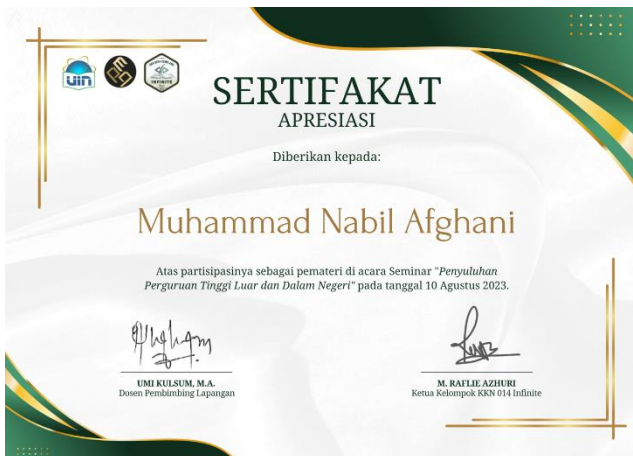 uin
INFINITE
SERTIFAKAT
APRESIASI
Diberikan kepada:
Muhammad Nabil Afghani
Atas partisipasinya sebagai pemateri di acara Seminar "Penyuluhan
Perguruan Tinggi Luar dan Dalam Negeri" pada tanggal 10 Agustus 2023.
UMI KULSUM, M.A.
Dosen Pembimbing Lapangan
M. RAFLIE AZHURI
Ketua Kelompok KKN 014 Infinite